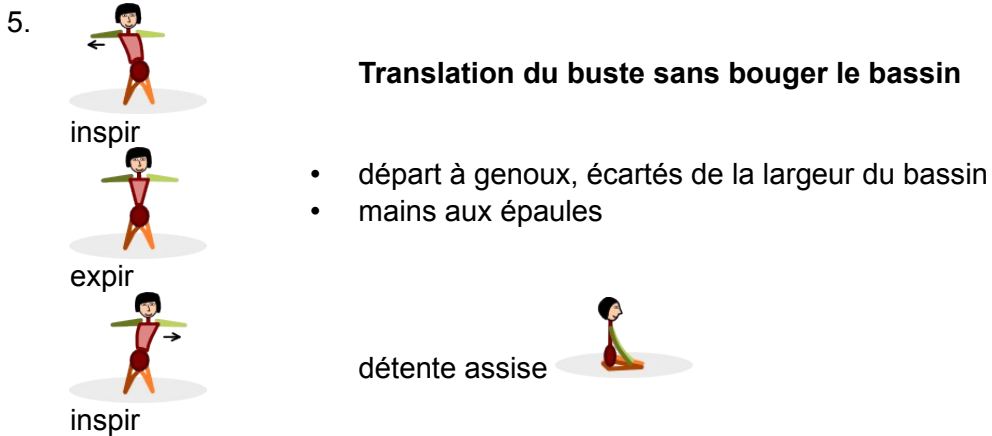 5.
Translation du buste sans bouger le bassin
inspir
• départ à genoux, écartés de la largeur du bassin
• mains aux épaules
expir
détente assise
inspir